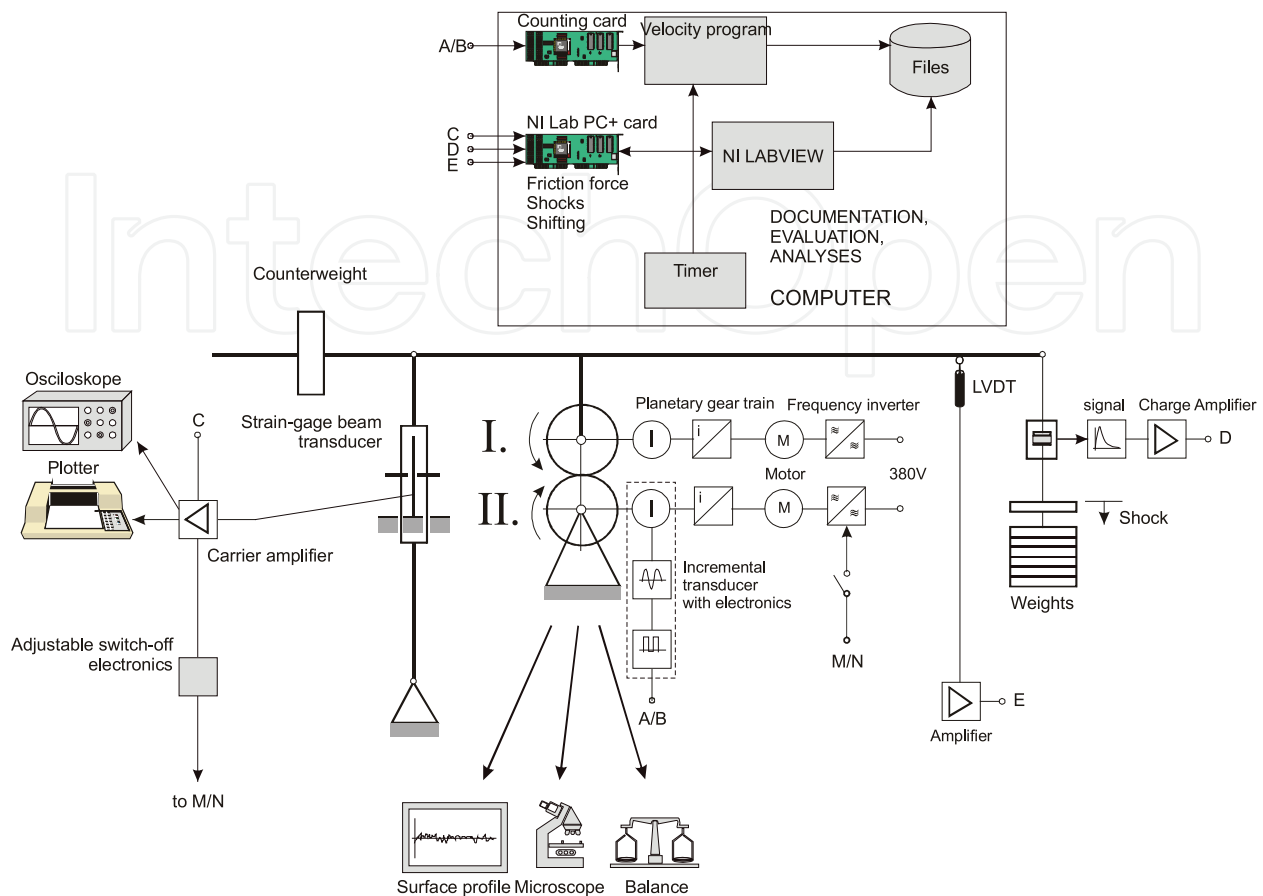 Counting card
Velocity program
A/B
Files
NI Lab PC+ card
C
D
E
NI LABVIEW
Friction force
Shocks
Shifting
DOCUMENTATION,
EVALUATION,
ANALYSES
Timer
COMPUTER
IntechOpen
Counterweight
Osciloskope
C
Strain-gage beam
transducer
Plotter
Carrier amplifier
Adjustable switch-off
electronics
to M/N
I.
II.
Planetary gear train
Frequency inverter
I
i
M
≋
≋
Motor
380V
I
i
M
≋
≋
Incremental
transducer
with electronics
A/B
M/N
LVDT
signal
Charge Amplifier
D
Shock
Weights
E
Amplifier
Surface profile
Microscope
Balance